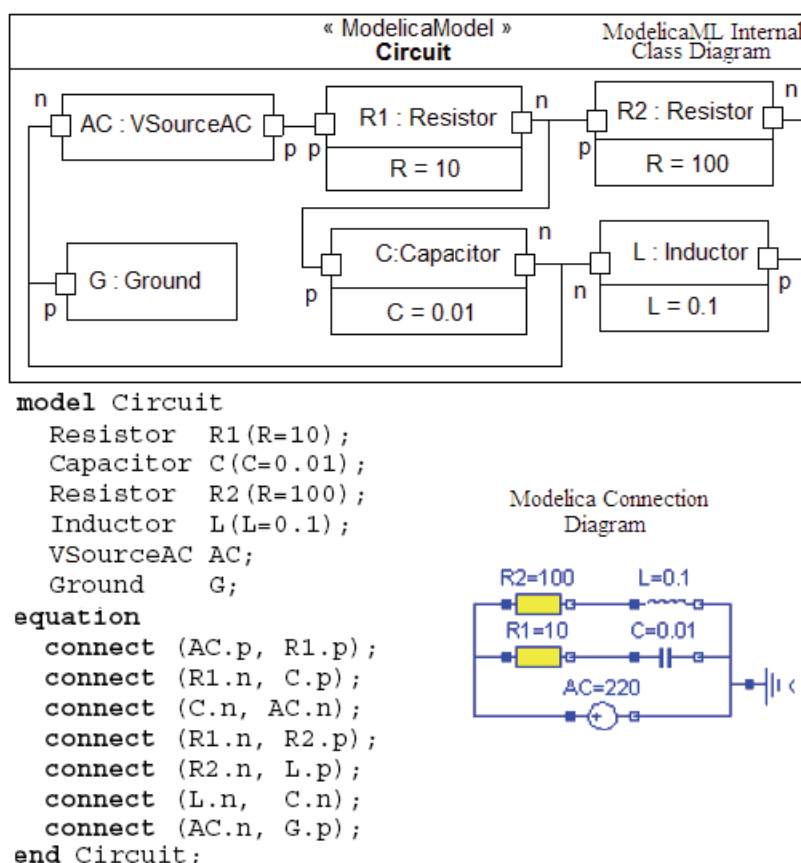 « ModelicaModel »
Circuit
ModelicaML Internal
Class Diagram
n
AC : VSourceAC
p
p
R1 : Resistor
R = 10
n
p
R2 : Resistor
R = 100
n
p
G : Ground
p
C:Capacitor
C = 0.01
n
n
L : Inductor
L = 0.1
p
model Circuit
Resistor R1(R=10);
Capacitor C(C=0.01);
Resistor R2(R=100);
Inductor L(L=0.1);
VSourceAC AC;
Ground G;
equation
connect (AC.p, R1.p);
connect (R1.n, C.p);
connect (C.n, AC.n);
connect (R1.n, R2.p);
connect (R2.n, L.p);
connect (L.n, C.n);
connect (AC.n, G.p);
end Circuit;
Modelica Connection
Diagram
R2=100 L=0.1
R1=10 C=0.01
AC=220
+